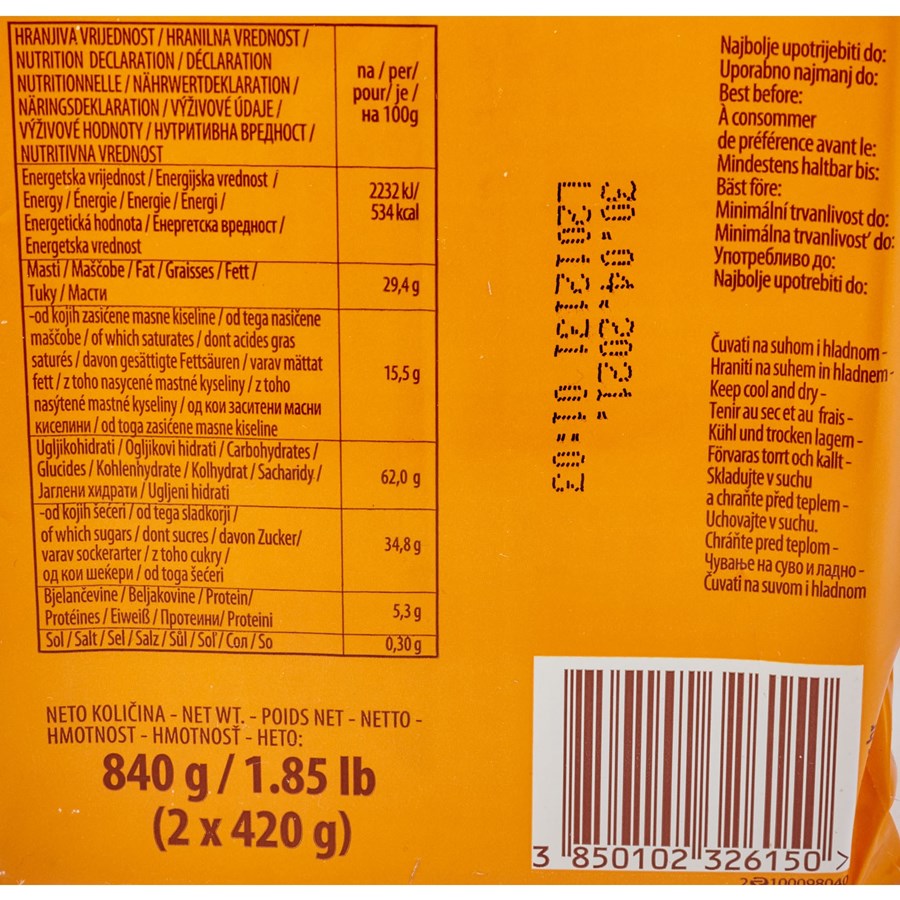 HRANJIVA VRIJEDNOST / HRANILNA VREDNOST /
NUTRITION DECLARATION / DÉCLARATION
NUTRITIONNELLE / NÄHRWERTDEKLARATION /
NÄRINGSDEKLARATION / VÝŽIVOVÉ ÚDAJE /
VÝŽIVOVÉ HODNOTY / НУТРИТИВНА ВРЕДНОСТ /
NUTRITIVNA VREDNOST
na / per/
pour/ je /
на 100g
Energetska vrijednost / Energijska vrednost /
Energy / Énergie / Energie / Energi /
Energetická hodnota / Енергетска вредност /
Energetska vrednost
2232 kJ/
534 kcal
Masti / Maščobe / Fat / Graisses / Fett /
Tuky / Масти
29,4 g
-od kojih zasićene masne kiseline / od tega nasičene
maščobe / of which saturates / dont acides gras
saturés / davon gesättigte Fettsäuren / varav mättat
fett / z toho nasycené mastné kyseliny / z toho
nasýtené mastné kyseliny / од кои заситени масни
киселини / od toga zasićene masne kiseline
15,5 g
Ugljikohidrati / Ogljikovi hidrati / Carbohydrates /
Glucides / Kohlenhydrate / Kolhydrat / Sacharidy /
Јаглени хидрати / Ugljeni hidrati
62,0 g
-od kojih šećeri / od tega sladkorji /
of which sugars / dont sucres / davon Zucker/
varav sockerarter / z toho cukry /
од кои шеќери / od toga šećeri
34,8 g
Bjelančevine / Beljakovine / Protein/
Protéines / Eiweiß / Протеини/ Proteini
5,3 g
Sol / Salt / Sel / Salz / Sůl / Soľ / Сол / So
0,30 g
NETO KOLIČINA - NET WT. - POIDS NET - NETTO -
HMOTNOST - HMOTNOSŤ - НЕТО:
840 g / 1.85 lb
(2 x 420 g)
30.04.2021
L20 1231 01:03
Najbolje upotrijebiti do:
Uporabno najmanj do:
Best before:
À consommer
de préférence avant le:
Mindestens haltbar bis:
Bäst före:
Minimální trvanlivost do:
Minimálna trvanlivosť do:
Употребливо до:
Najbolje upotrebiti do:
Čuvati na suhom i hladnom -
Hraniti na suhem in hladnem -
Keep cool and dry -
Tenir au sec et au frais -
Kühl und trocken lagern -
Förvaras torrt och kallt -
Skladujte v suchu
a chraňte před teplem -
Uchovajte v suchu.
Chráňte pred teplom -
Чување на суво и ладно -
Čuvati na suvom i hladnom
3 850102 326150 >